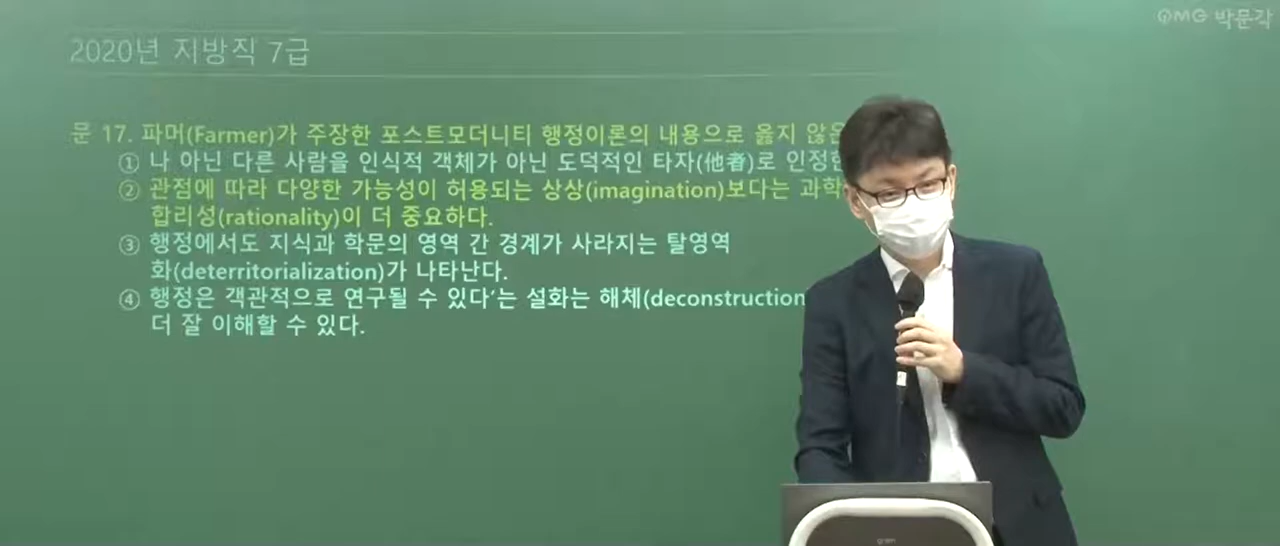 PMG 박문각
2020년 지방직 7급
문 17. 파머(Farmer)가 주장한 포스트모더니티 행정이론의 내용으로 옳지 않은
① 나 아닌 다른 사람을 인식적 객체가 아닌 도덕적인 타자(他者)로 인정한
② 관점에 따라 다양한 가능성이 허용되는 상상(imagination)보다는 과학
합리성(rationality)이 더 중요하다.
③ 행정에서도 지식과 학문의 영역 간 경계가 사라지는 탈영역
화(deterritorialization)가 나타난다.
④ 행정은 객관적으로 연구될 수 있다’는 설화는 해체(deconstruction
더 잘 이해할 수 있다.
gram